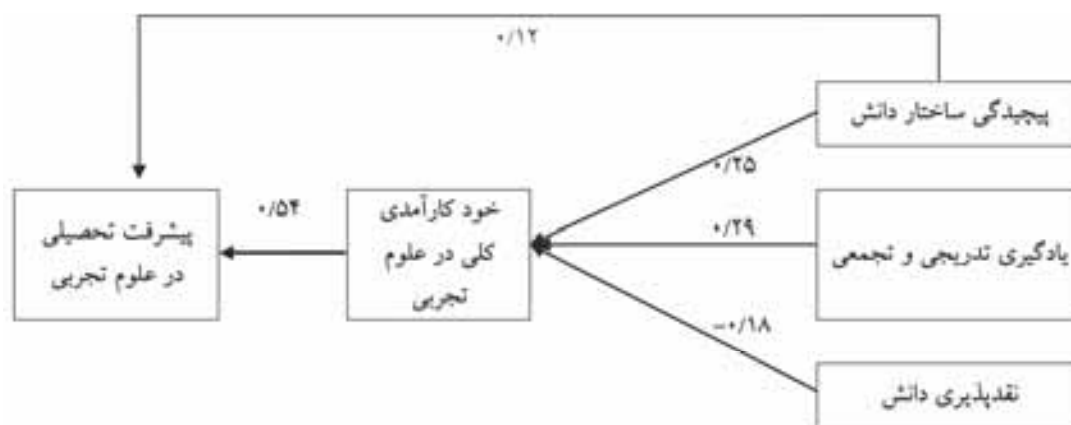 ۰/۱۲
پیچیدگی ساختار دانش
۰/۲۵
خود کارآمدی
کلی در علوم
تجربی
۰/۵۴
پیشرفت تحصیلی
در علوم تجربی
۰/۲۹
یادگیری تدریجی و تجمعی
-۰/۱۸
نقدپذیری دانش